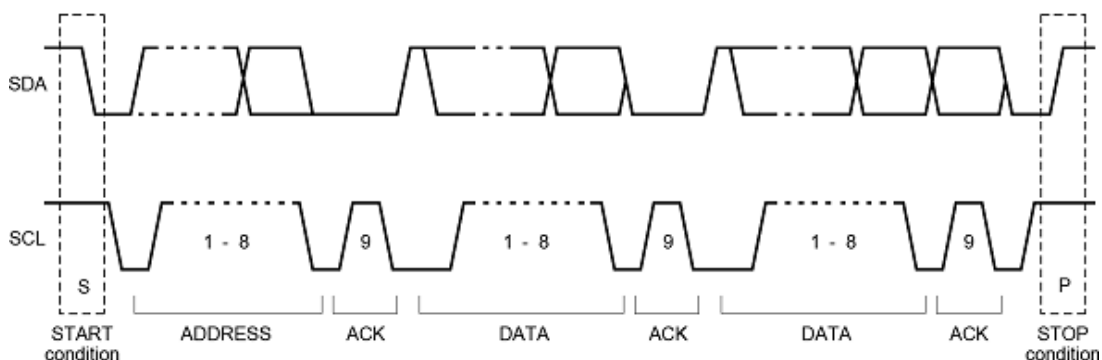 SDA
SCL
1 - 8
9
1 - 8
9
1 - 8
9
S
P
START
condition
ADDRESS
ACK
DATA
ACK
DATA
ACK
STOP
condition